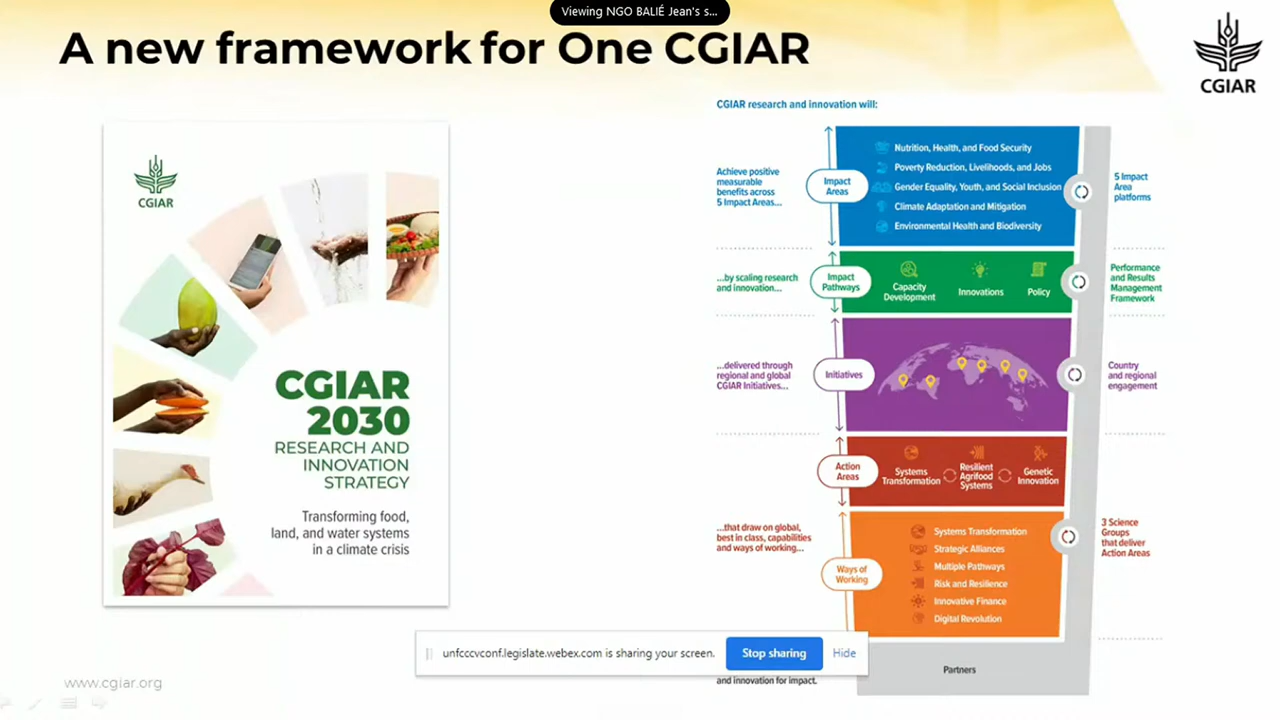 Viewing NGO BALIÉ Jean's s...
A new framework for One CGIAR
CGIAR
CGIAR
CGIAR
2030
RESEARCH AND
INNOVATION
STRATEGY
Transforming food,
land, and water systems
in a climate crisis
CGIAR research and innovation will:
Achieve positive
measurable
benefits across
5 Impact Areas...
Impact
Areas
Nutrition, Health, and Food Security
Poverty Reduction, Livelihoods, and Jobs
Gender Equality, Youth, and Social Inclusion
Climate Adaptation and Mitigation
Environmental Health and Biodiversity
5 Impact
Area
platforms
...by scaling research
and innovation...
Impact
Pathways
Capacity
Development
Innovations
Policy
Performance
and Results
Management
Framework
...delivered through
regional and global
CGIAR Initiatives...
Initiatives
Country
and regional
engagement
Action
Areas
Systems
Transformation
Resilient
Agrifood
Systems
Genetic
Innovation
...that draw on global,
best in class, capabilities
and ways of working...
Ways of
Working
Systems Transformation
Strategic Alliances
Multiple Pathways
Risk and Resilience
Innovative Finance
Digital Revolution
3 Science
Groups
that deliver
Action Areas
unfcccvconf.legislate.webex.com is sharing your screen.
Stop sharing
Hide
Partners
and innovation for impact.
www.cgiar.org